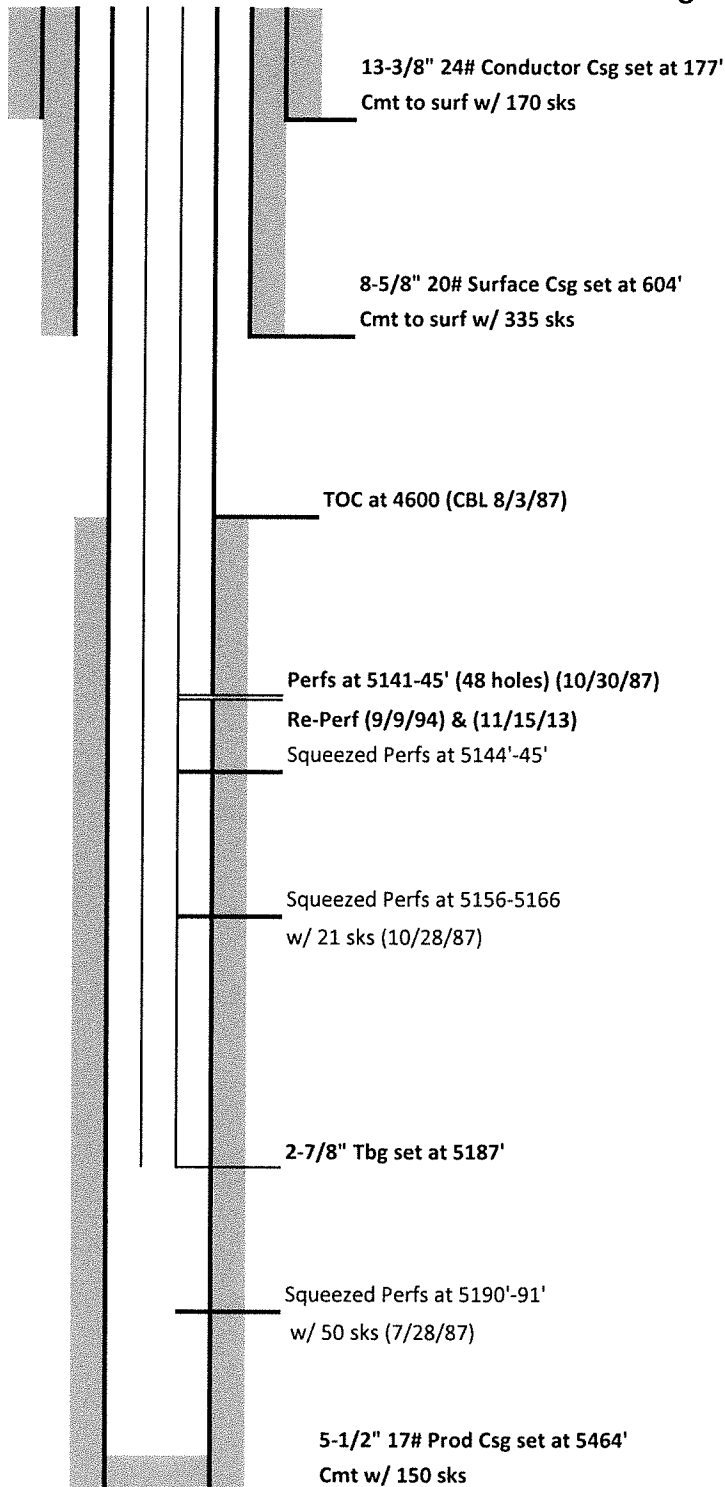 13-3/8" 24# Conductor Csg set at 177'
Cmt to surf w/ 170 sks
8-5/8" 20# Surface Csg set at 604'
Cmt to surf w/ 335 sks
TOC at 4600 (CBL 8/3/87)
Perfs at 5141-45' (48 holes) (10/30/87)
Re-Perf (9/9/94) & (11/15/13)
Squeezed Perfs at 5144'-45'
Squeezed Perfs at 5156-5166
w/ 21 sks (10/28/87)
2-7/8" Tbg set at 5187'
Squeezed Perfs at 5190'-91'
w/ 50 sks (7/28/87)
5-1/2" 17# Prod Csg set at 5464'
Cmt w/ 150 sks